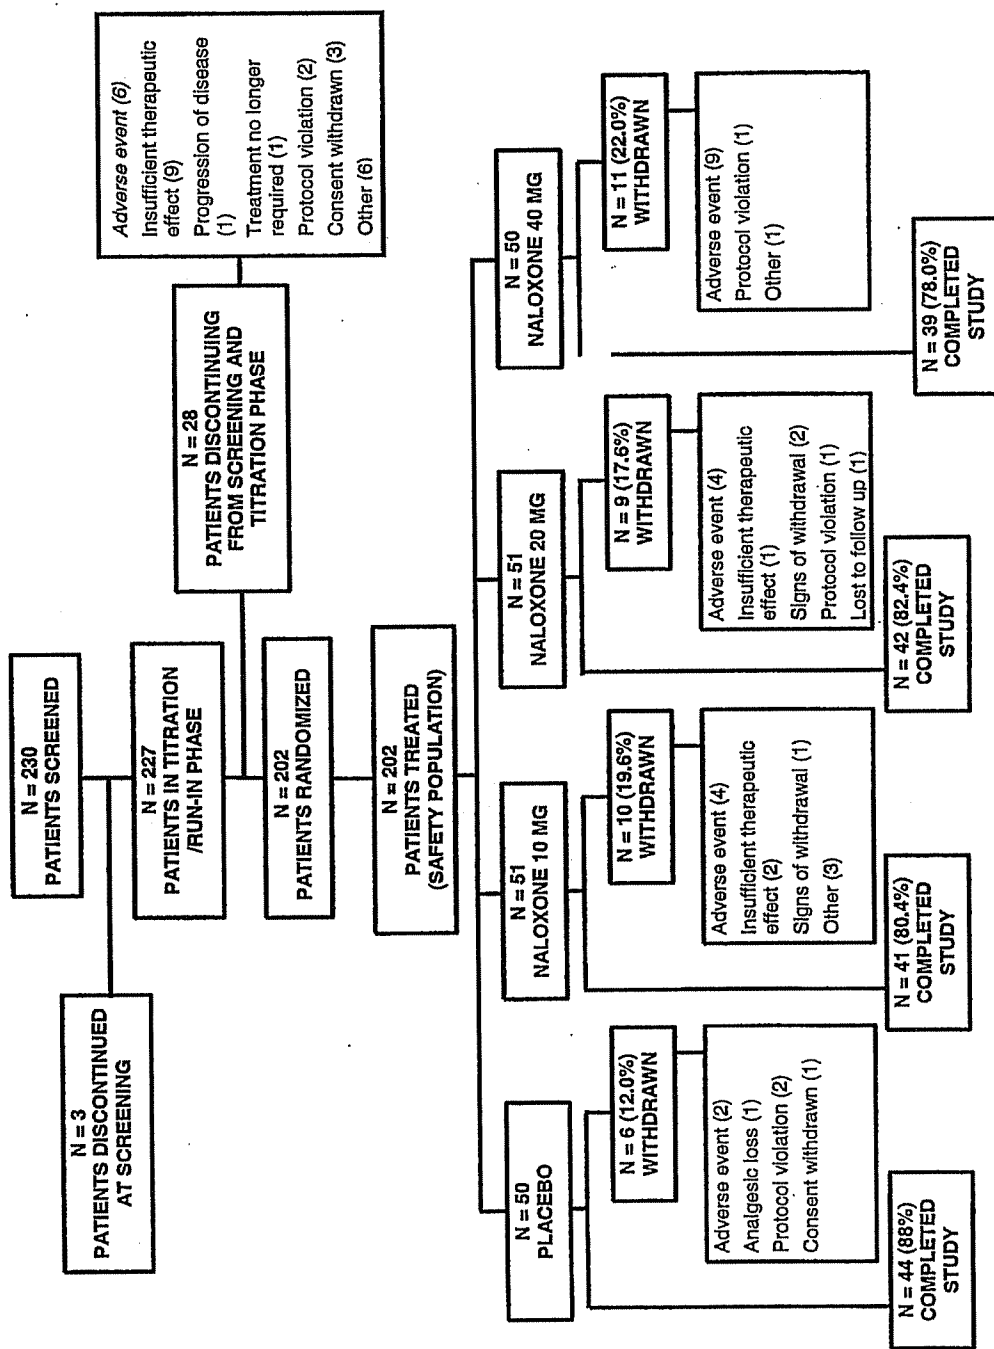 N = 230
PATIENTS SCREENED
N = 3
PATIENTS DISCONTINUED
AT SCREENING
N = 227
PATIENTS IN TITRATION
/RUN-IN PHASE
N = 28
PATIENTS DISCONTINUING
FROM SCREENING AND
TITRATION PHASE
Adverse event (6)
Insufficient therapeutic
effect (9)
Progression of disease
(1)
Treatment no longer
required (1)
Protocol violation (2)
Consent withdrawn (3)
Other (6)
N = 202
PATIENTS RANDOMIZED
N = 202
PATIENTS TREATED
(SAFETY POPULATION)
N = 50
PLACEBO
N = 6 (12.0%)
WITHDRAWN
Adverse event (2)
Analgesic loss (1)
Protocol violation (2)
Consent withdrawn (1)
N = 44 (88%)
COMPLETED
STUDY
N = 51
NALOXONE 10 MG
N = 10 (19.6%)
WITHDRAWN
Adverse event (4)
Insufficient therapeutic
effect (2)
Signs of withdrawal (1)
Other (3)
N = 41 (80.4%)
COMPLETED
STUDY
N = 51
NALOXONE 20 MG
N = 9 (17.6%)
WITHDRAWN
Adverse event (4)
Insufficient therapeutic
effect (1)
Signs of withdrawal (2)
Protocol violation (1)
Lost to follow up (1)
N = 42 (82.4%)
COMPLETED
STUDY
N = 50
NALOXONE 40 MG
N = 11 (22.0%)
WITHDRAWN
Adverse event (9)
Protocol violation (1)
Other (1)
N = 39 (78.0%)
COMPLETED
STUDY